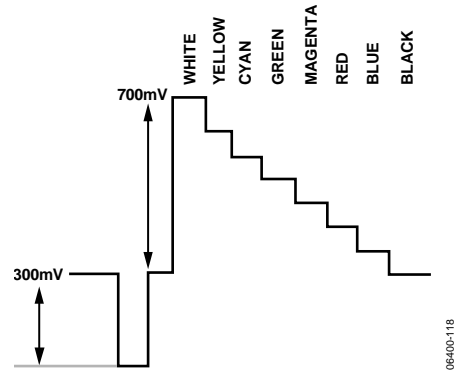 WHITE
YELLOW
CYAN
GREEN
MAGENTA
RED
BLUE
BLACK
700mV
300mV
06400-118